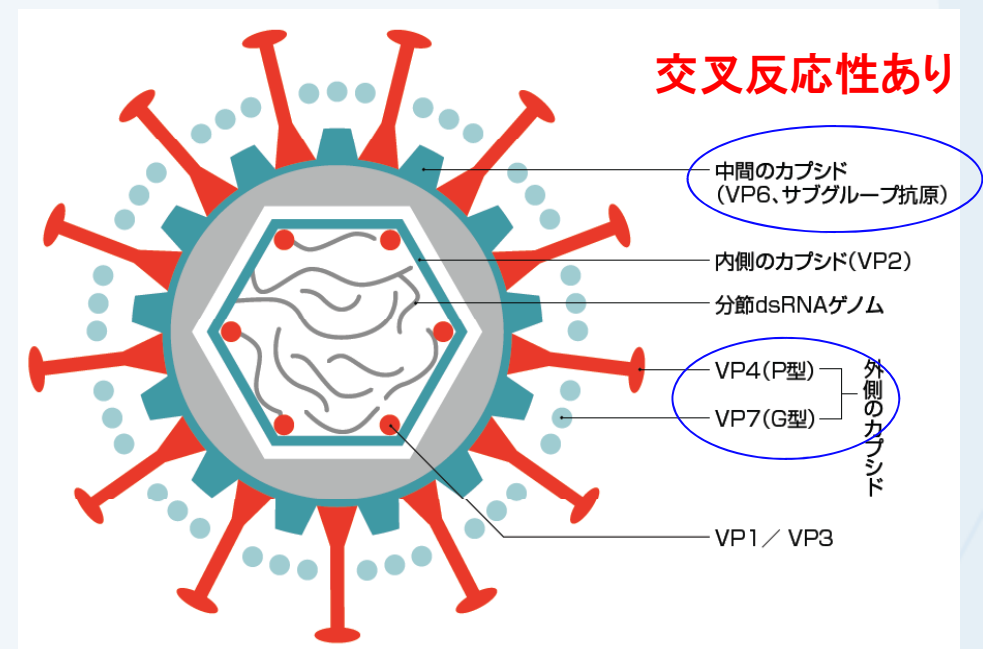 交叉反応性あり
中間のカプシド
(VP6、サブグループ抗原)
内側のカプシド(VP2)
分節dsRNAゲノム
VP4(P型)
VP7(G型)
外側のカプシド
VP1／VP3